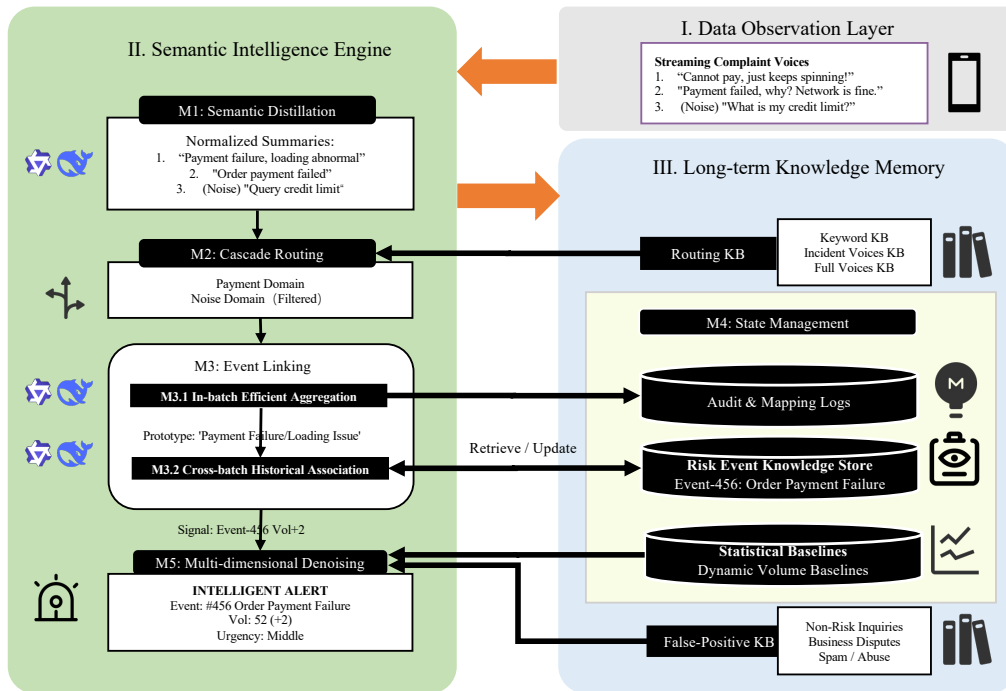 II. Semantic Intelligence Engine
M1: Semantic Distillation
Normalized Summaries:
1. “Payment failure, loading abnormal”
2. "Order payment failed”
3. (Noise) "Query credit limit“
M2: Cascade Routing
Payment Domain
Noise Domain（Filtered）
M3: Event Linking
M3.1 In-batch Efficient Aggregation
Prototype: 'Payment Failure/Loading Issue'
M3.2 Cross-batch Historical Association
Signal: Event-456 Vol+2
M5: Multi-dimensional Denoising
INTELLIGENT ALERT
Event: #456 Order Payment Failure
Vol: 52 (+2)
Urgency: Middle
I. Data Observation Layer
Streaming Complaint Voices
1. “Cannot pay, just keeps spinning!”
2. "Payment failed, why? Network is fine.”
3. (Noise) "What is my credit limit?”
III. Long-term Knowledge Memory
Routing KB
Keyword KB
Incident Voices KB
Full Voices KB
M4: State Management
Audit & Mapping Logs
M
Retrieve / Update
Risk Event Knowledge Store
Event-456: Order Payment Failure
Statistical Baselines
Dynamic Volume Baselines
False-Positive KB
Non-Risk Inquiries
Business Disputes
Spam / Abuse